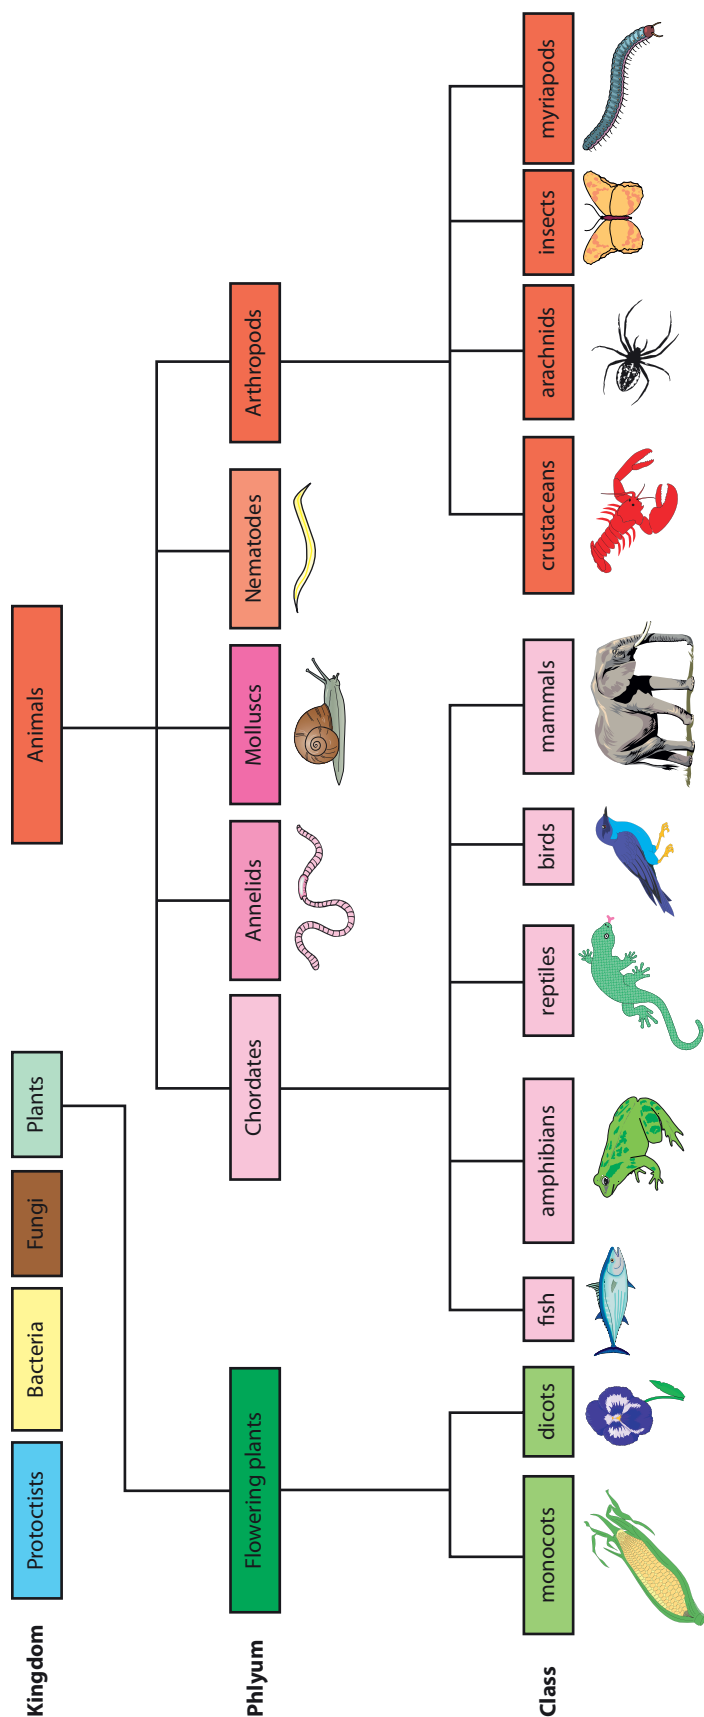 Kingdom
Protoctists
Bacteria
Fungi
Plants
Animals
Phlyum
Flowering plants
Chordates
Annelids
Molluscs
Nematodes
Arthropods
Class
monocots
dicots
fish
amphibians
reptiles
birds
mammals
crustaceans
arachnids
insects
myriapods